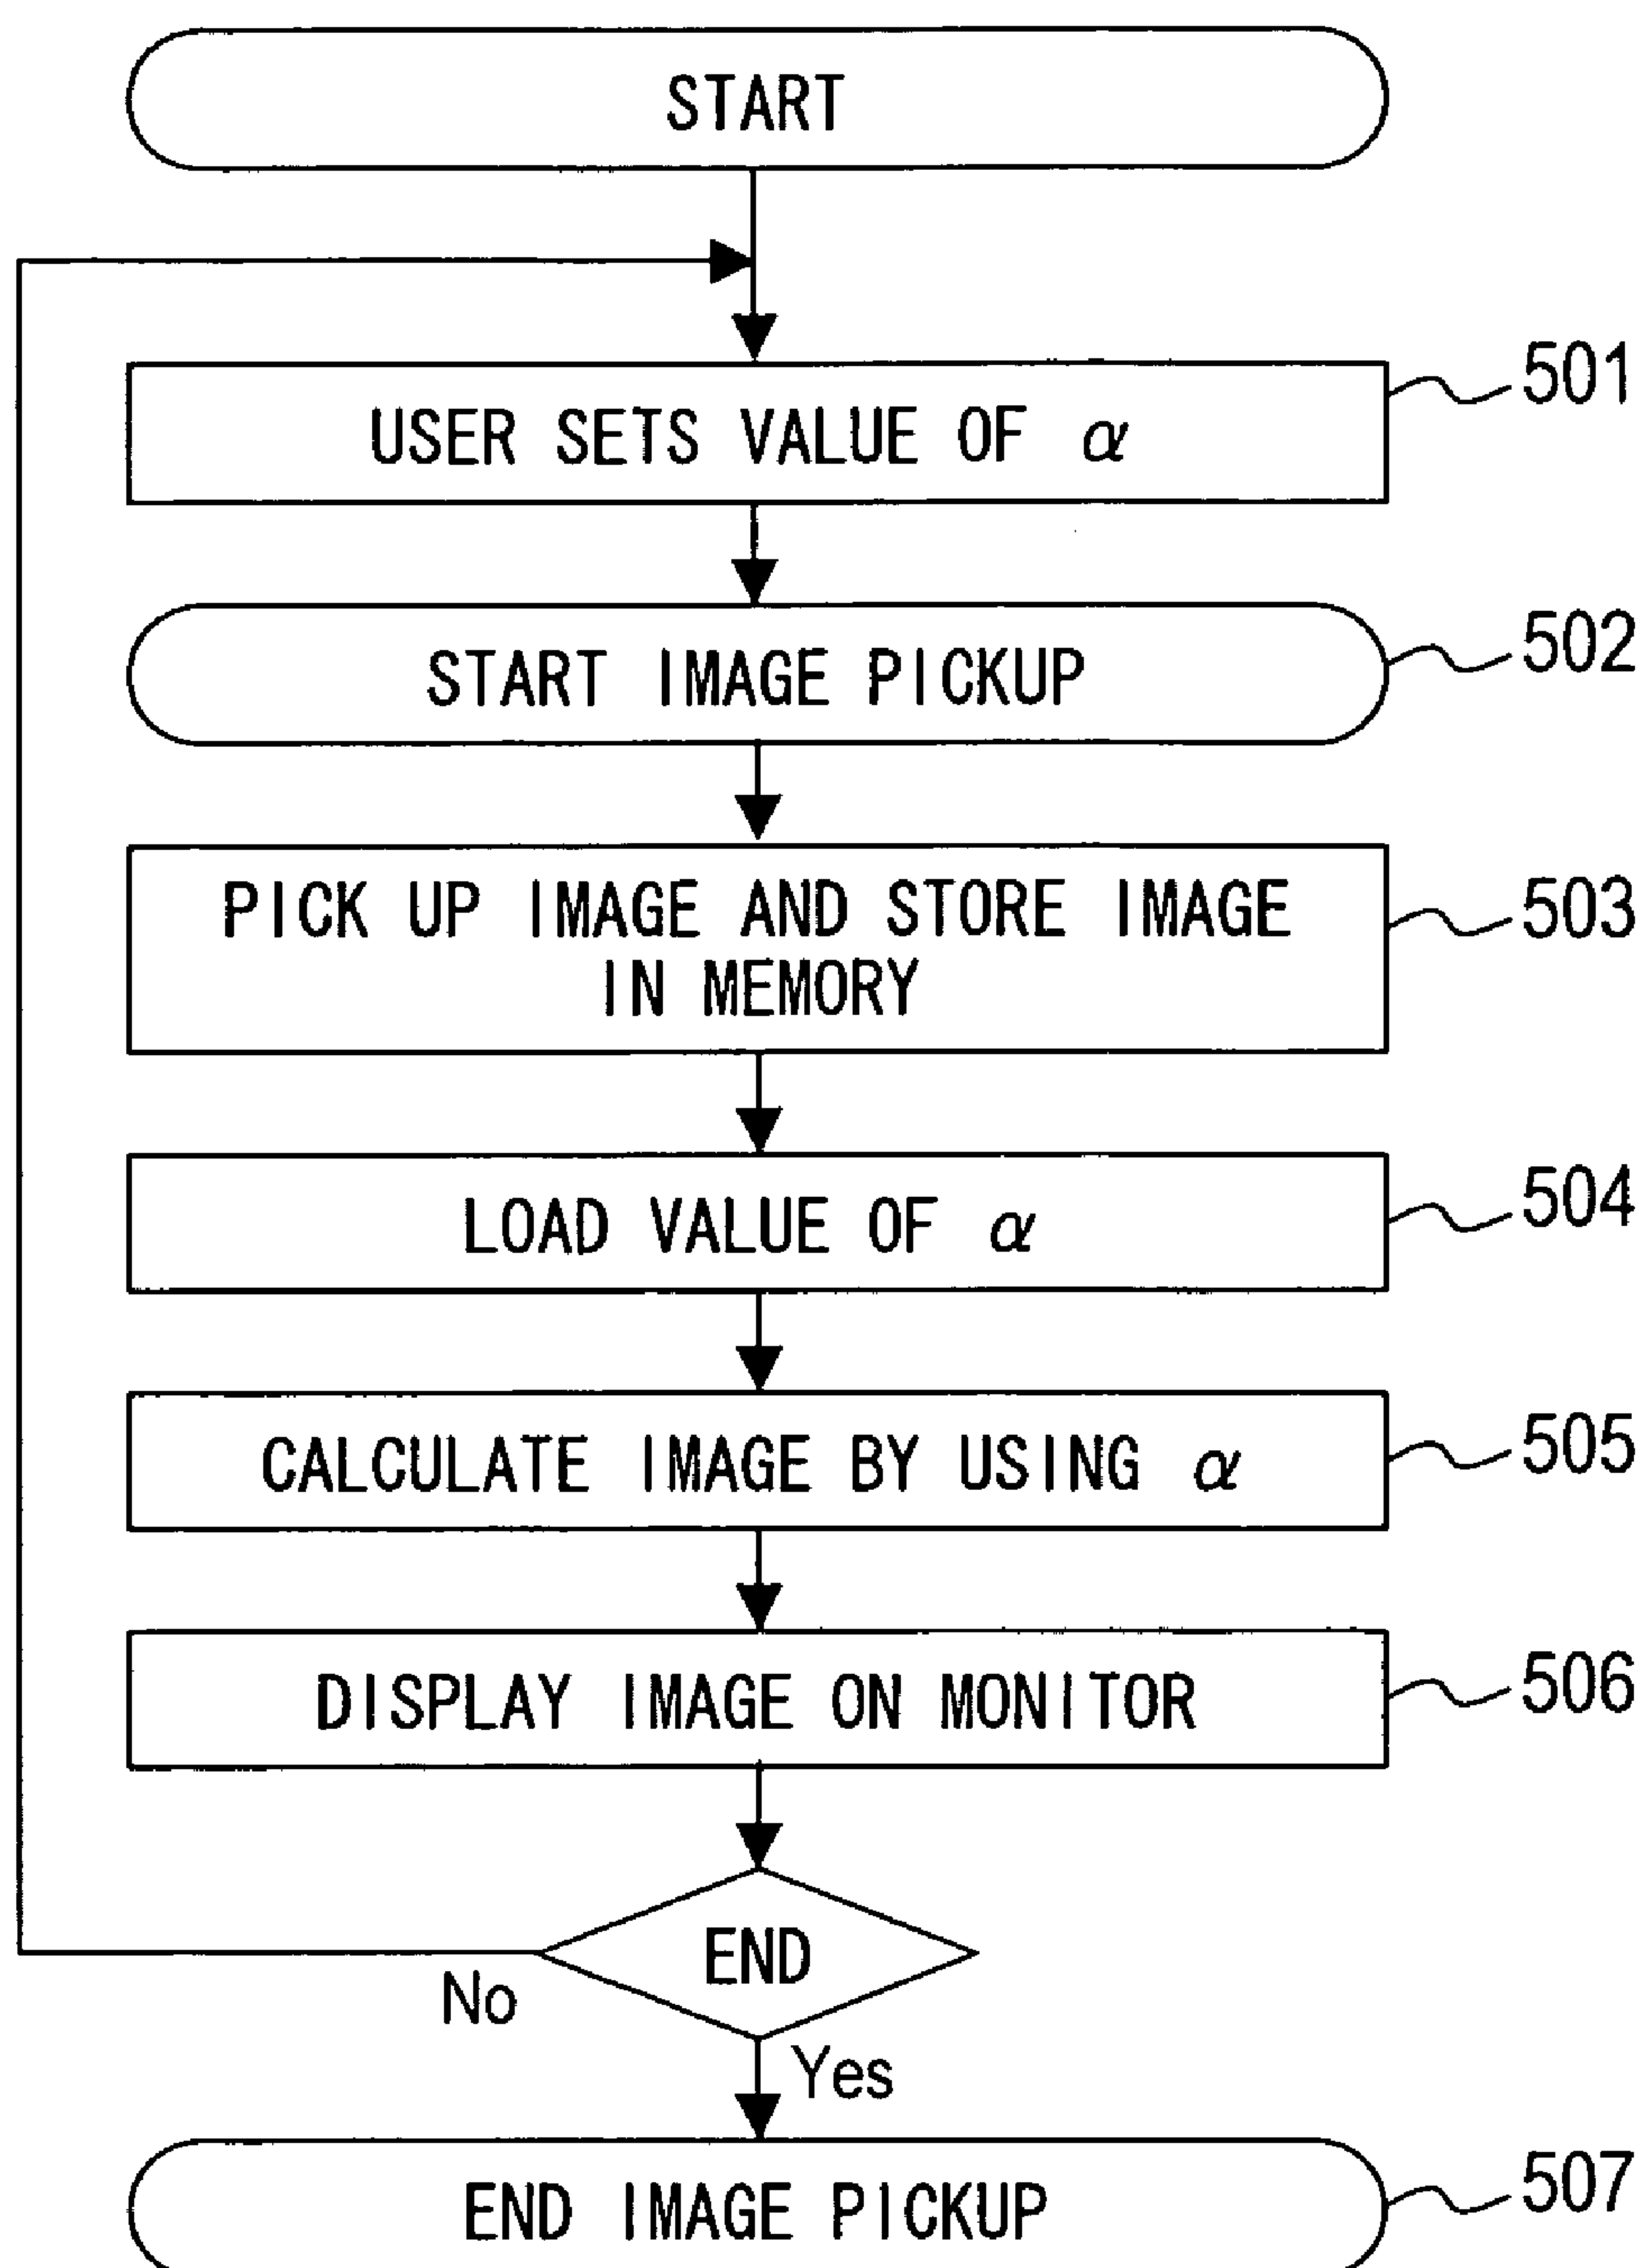 START
USER SETS VALUE OF α
501
START IMAGE PICKUP
502
PICK UP IMAGE AND STORE IMAGE
IN MEMORY
503
LOAD VALUE OF α
504
CALCULATE IMAGE BY USING α
505
DISPLAY IMAGE ON MONITOR
506
END
No
Yes
END IMAGE PICKUP
507